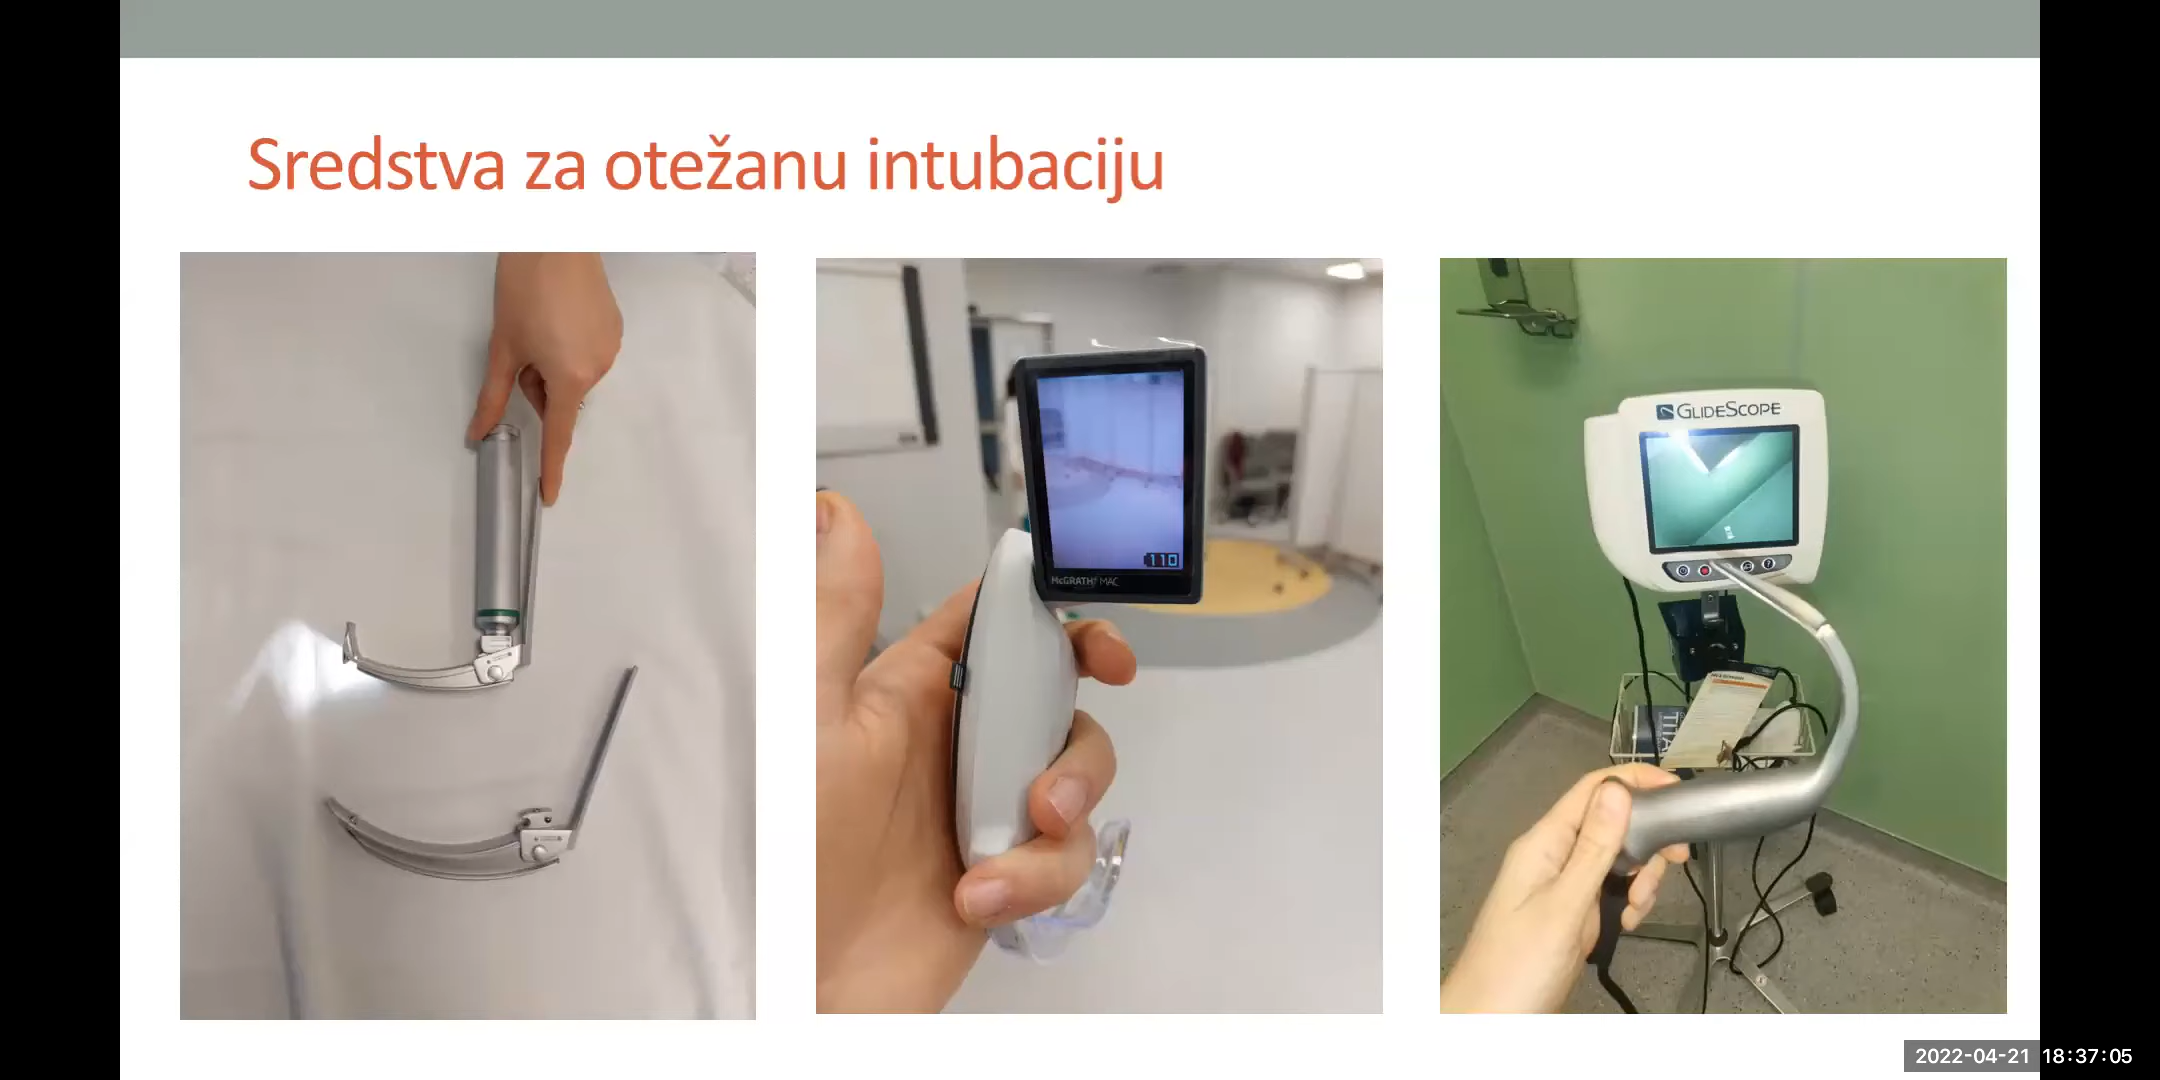 Sredstva za otežanu intubaciju
110
McGRATH MAC
GLIDESCOPE
2022-04-21 18:37:05